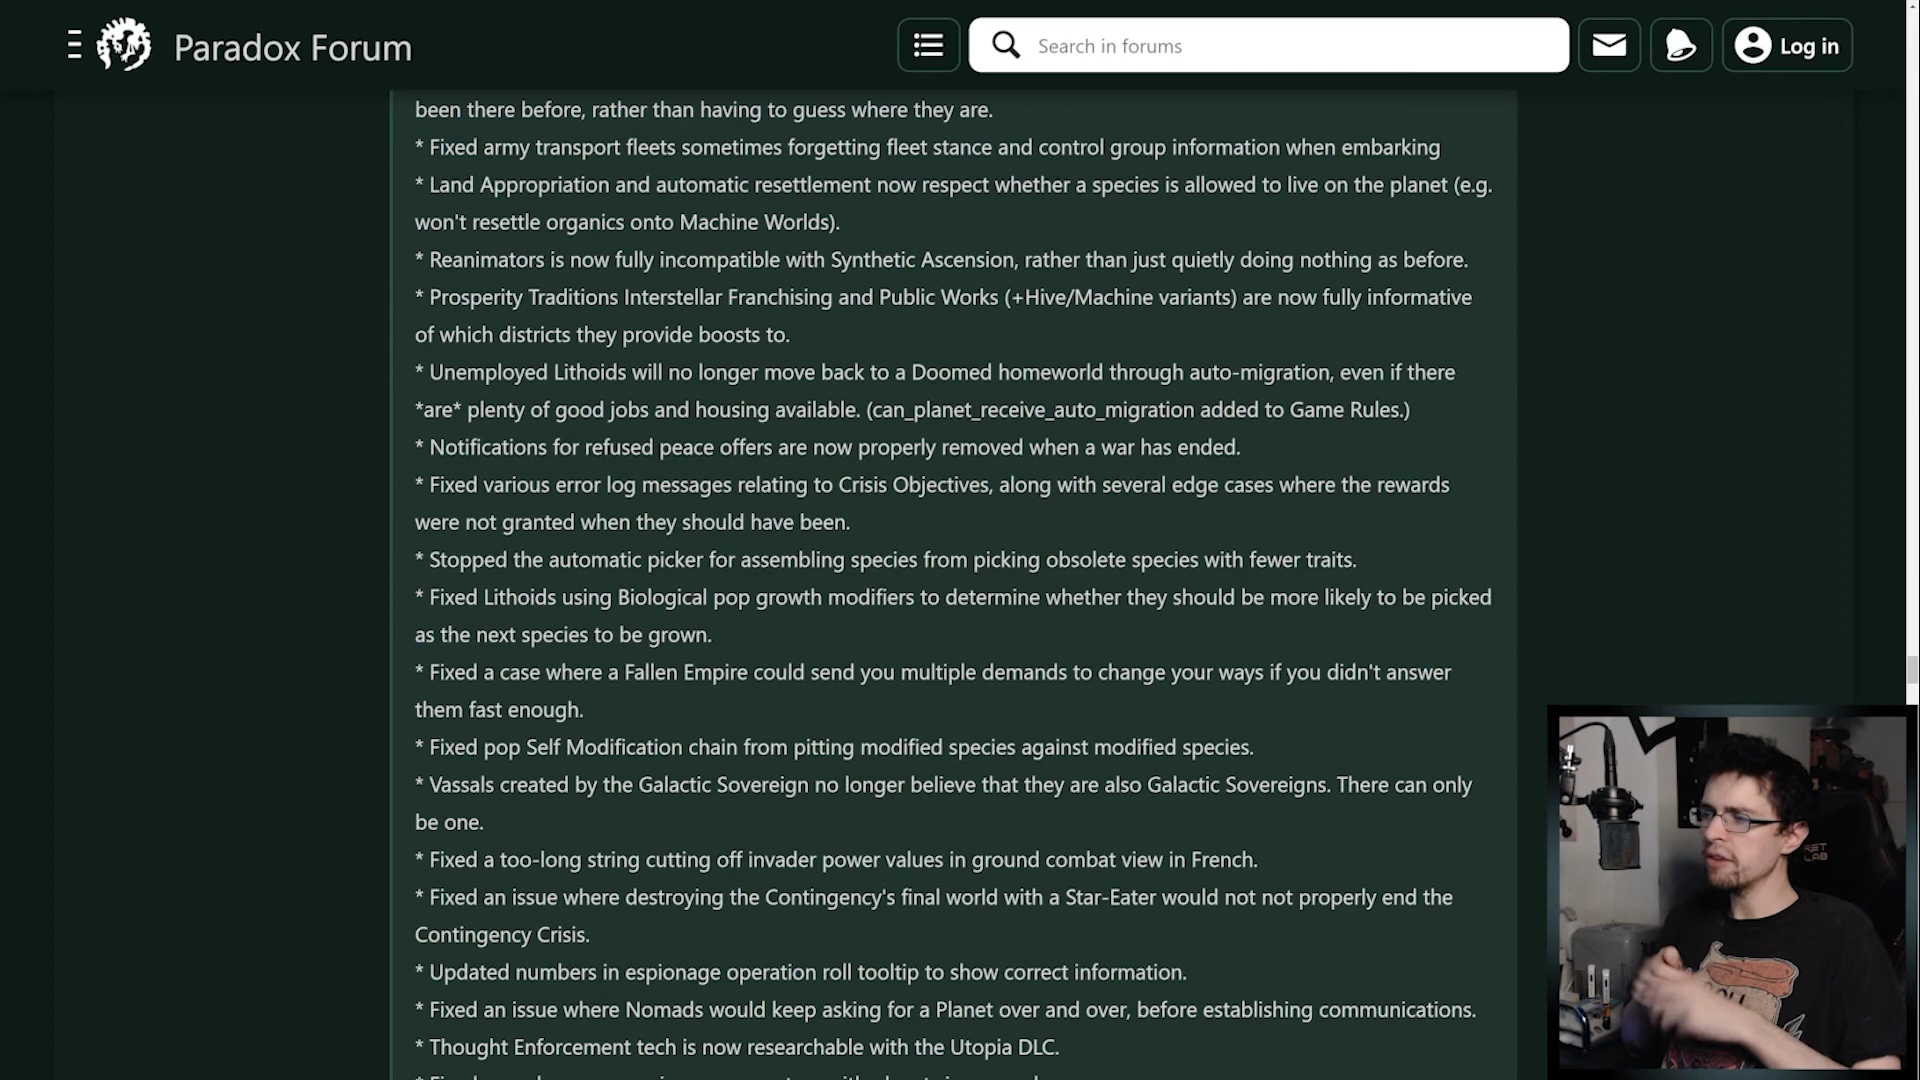 Paradox Forum
Search in forums
Log in
been there before, rather than having to guess where they are.
* Fixed army transport fleets sometimes forgetting fleet stance and control group information when embarking
* Land Appropriation and automatic resettlement now respect whether a species is allowed to live on the planet (e.g.
won't resettle organics onto Machine Worlds).
* Reanimators is now fully incompatible with Synthetic Ascension, rather than just quietly doing nothing as before.
* Prosperity Traditions Interstellar Franchising and Public Works (+Hive/Machine variants) are now fully informative
of which districts they provide boosts to.
* Unemployed Lithoids will no longer move back to a Doomed homeworld through auto-migration, even if there
*are* plenty of good jobs and housing available. (can_planet_receive_auto_migration added to Game Rules.)
* Notifications for refused peace offers are now properly removed when a war has ended.
* Fixed various error log messages relating to Crisis Objectives, along with several edge cases where the rewards
were not granted when they should have been.
* Stopped the automatic picker for assembling species from picking obsolete species with fewer traits.
* Fixed Lithoids using Biological pop growth modifiers to determine whether they should be more likely to be picked
as the next species to be grown.
* Fixed a case where a Fallen Empire could send you multiple demands to change your ways if you didn't answer
them fast enough.
* Fixed pop Self Modification chain from pitting modified species against modified species.
* Vassals created by the Galactic Sovereign no longer believe that they are also Galactic Sovereigns. There can only
be one.
* Fixed a too-long string cutting off invader power values in ground combat view in French.
* Fixed an issue where destroying the Contingency's final world with a Star-Eater would not not properly end the
Contingency Crisis.
* Updated numbers in espionage operation roll tooltip to show correct information.
* Fixed an issue where Nomads would keep asking for a Planet over and over, before establishing communications.
* Thought Enforcement tech is now researchable with the Utopia DLC.